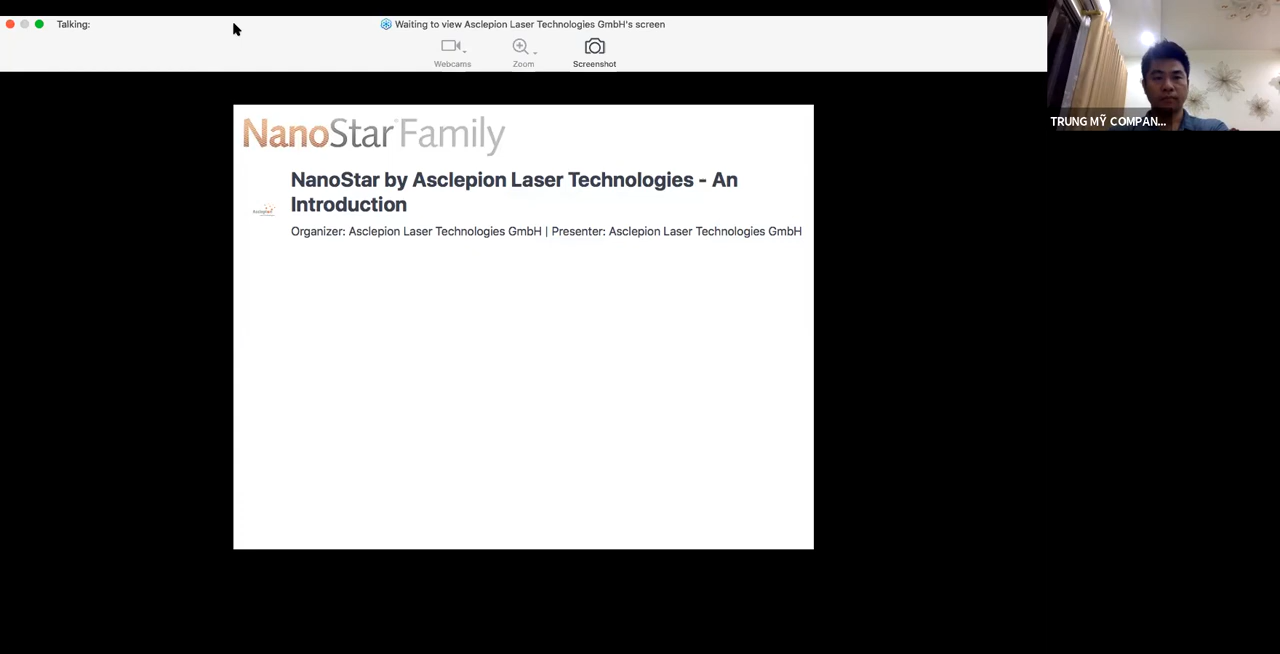 Talking:
Waiting to view Asclepion Laser Technologies GmbH's screen
Webcams
Zoom
Screenshot
TRUNG MỸ COMPAN...
NanoStar Family
NanoStar by Asclepion Laser Technologies - An
Introduction
Organizer: Asclepion Laser Technologies GmbH | Presenter: Asclepion Laser Technologies GmbH